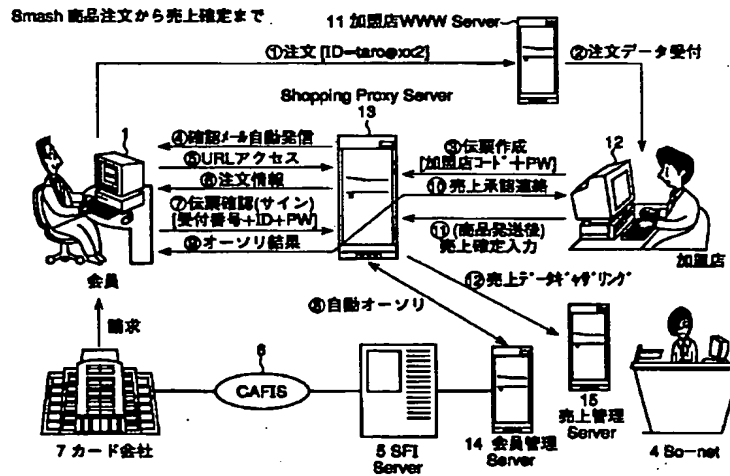 Smash 商品注文から売上確定まで
11 加盟店WWW Server
①注文 [ID=taro@xx2]
②注文データ受付
Shopping Proxy Server
13
1
12
④確認メール自動発信
⑤URLアクセス
⑥注文情報
⑦伝票確認(サイン)
[受付番号+ID+PW]
⑨オーソリ結果
③伝票作成
[加盟店コード+PW]
⑩売上承認連絡
⑪(商品発送後)
売上確定入力
会員
加盟店
⑫売上データギャザリング
⑧自動オーソリ
請求
6
CAFIS
7 カード会社
5 SFI
Server
14 会員管理
Server
15
売上管理
Server
4 So-net